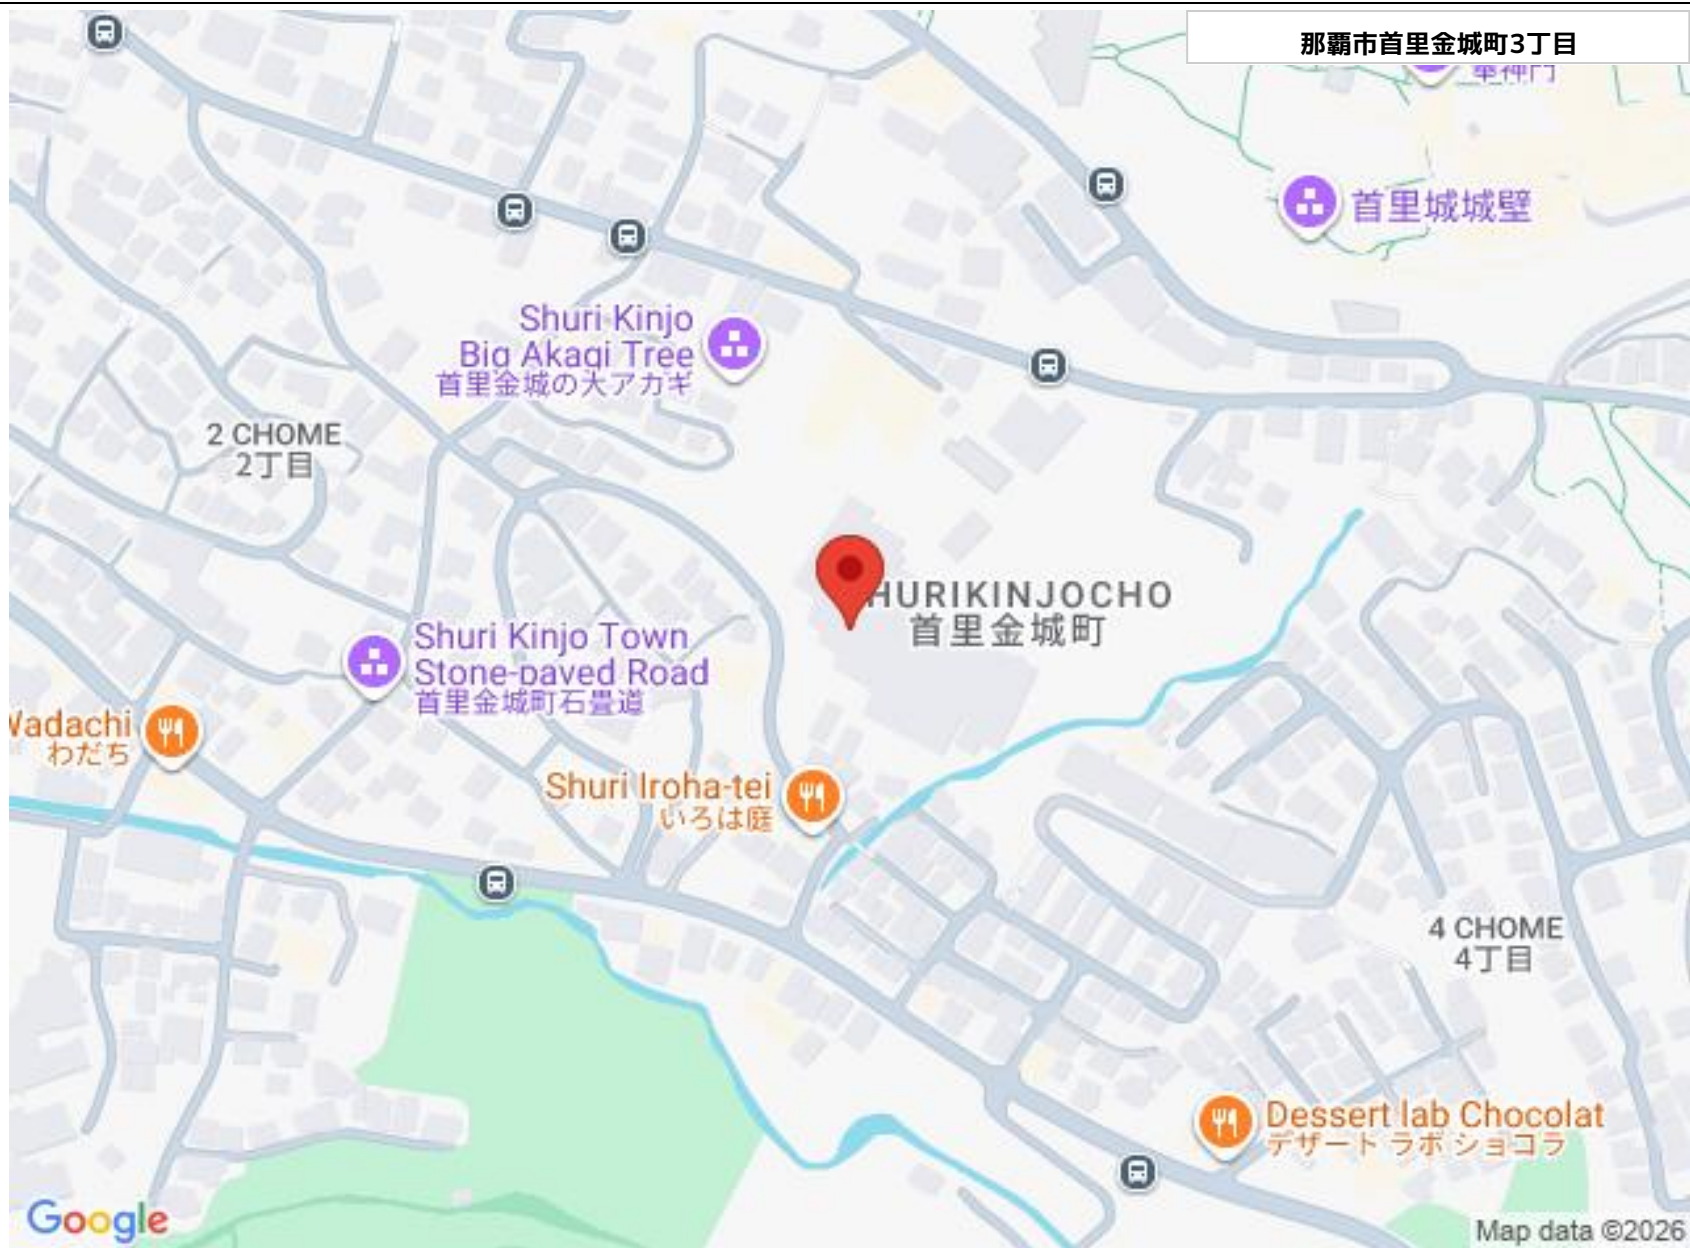 那覇市首里金城町3丁目
奉神門
首里城城壁
Shuri Kinjo
Big Akagi Tree
首里金城の大アカギ
2 CHOME
2丁目
HURIKINJOCHO
首里金城町
Shuri Kinjo Town
Stone-paved Road
首里金城町石畳道
Wadachi
わだち
Shuri Iroha-tei
いろは庭
4 CHOME
4丁目
Dessert lab Chocolat
デザート ラボ ショコラ
Google
Map data ©2026